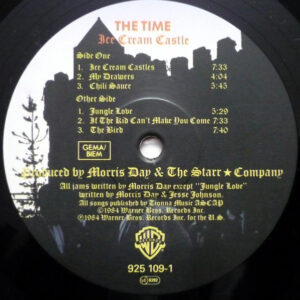 THE TIME
Ice Cream Castle
Side One
1. Ice Cream Castles 7:33
2. My Drawers 4:04
3. Chili Sauce 5:45
Other Side
1. Jungle Love 5:29
2. If The Kid Can't Make You Come 7:33
3. The Bird 7:40
GEMA/
BIEM
Produced by Morris Day & The Starr ★ Company
All jams written by Morris Day except "Jungle Love"
written by Morris Day & Jesse Johnson.
All songs published by Tionna Music ASCAP
©1984 Warner Bros. Records Inc.
℗1984 Warner Bros. Records Inc. for the U.S.
925 109-1